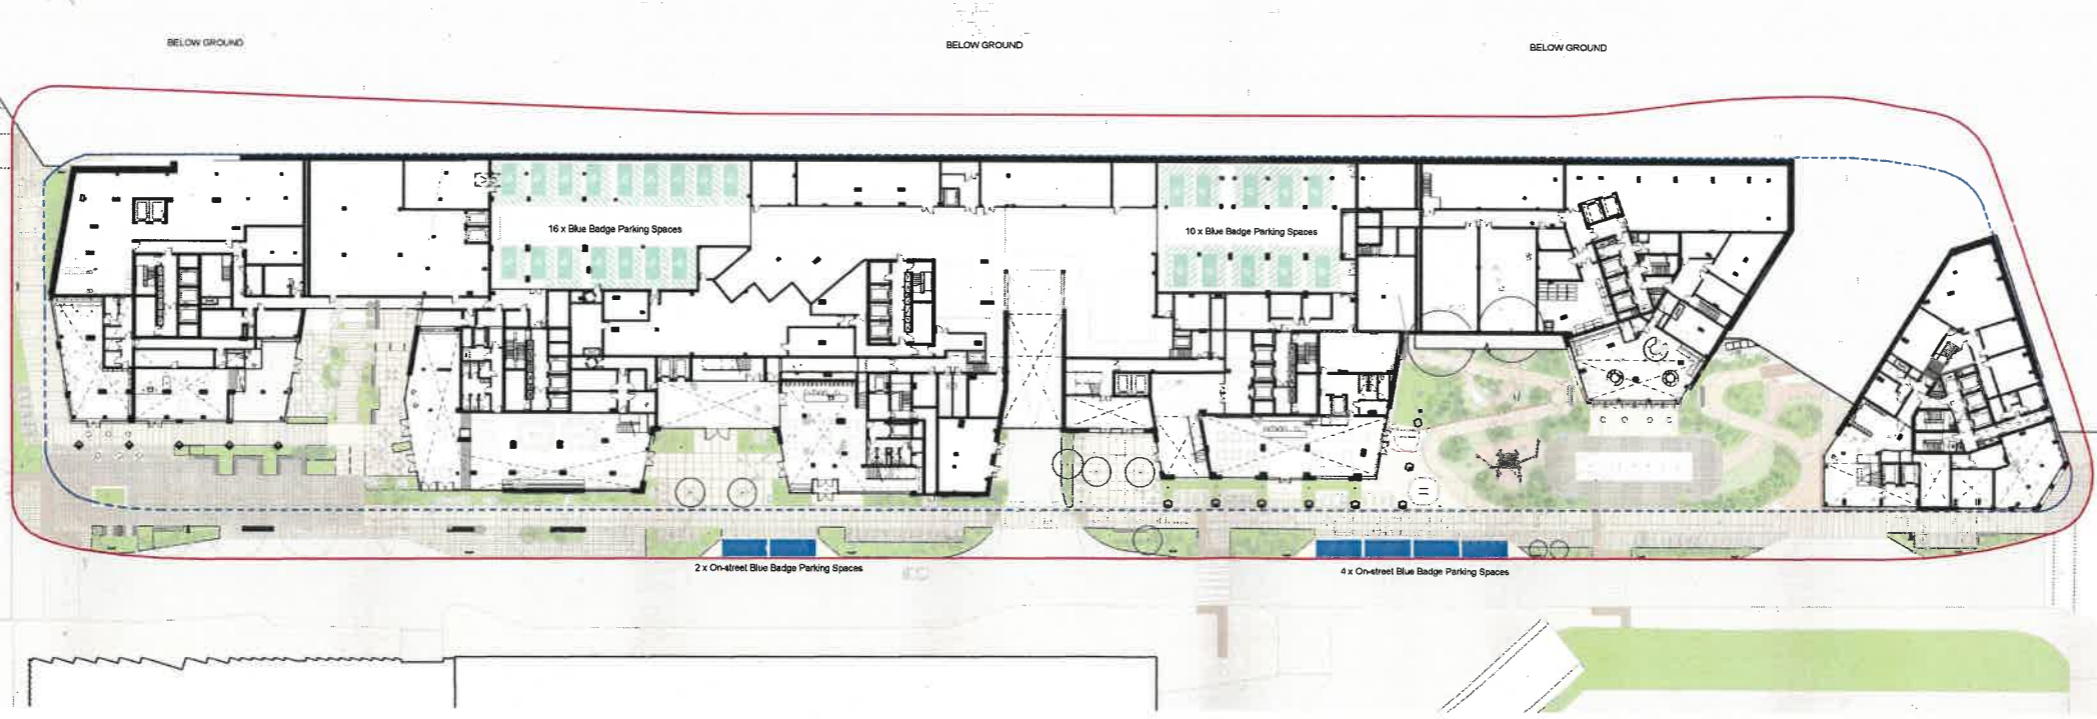 BELOW GROUND
BELOW GROUND
BELOW GROUND
16 x Blue Badge Parking Spaces
10 x Blue Badge Parking Spaces
2 x On-street Blue Badge Parking Spaces
4 x On-street Blue Badge Parking Spaces